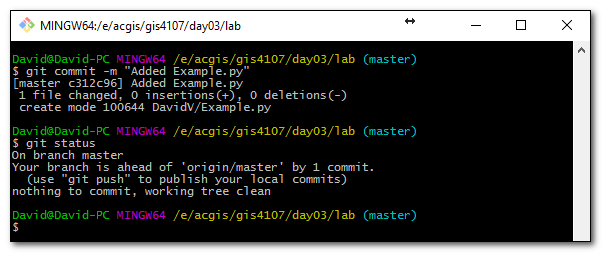 MINGW64:/e/acgis/gis4107/day03/lab
David@David-PC MINGW64 /e/acgis/gis4107/day03/lab (master)
$ git commit -m "Added Example.py"
[master c312c96] Added Example.py
 1 file changed, 0 insertions(+), 0 deletions(-)
 create mode 100644 DavidV/Example.py
David@David-PC MINGW64 /e/acgis/gis4107/day03/lab (master)
$ git status
On branch master
Your branch is ahead of 'origin/master' by 1 commit.
  (use "git push" to publish your local commits)
nothing to commit, working tree clean
David@David-PC MINGW64 /e/acgis/gis4107/day03/lab (master)
$